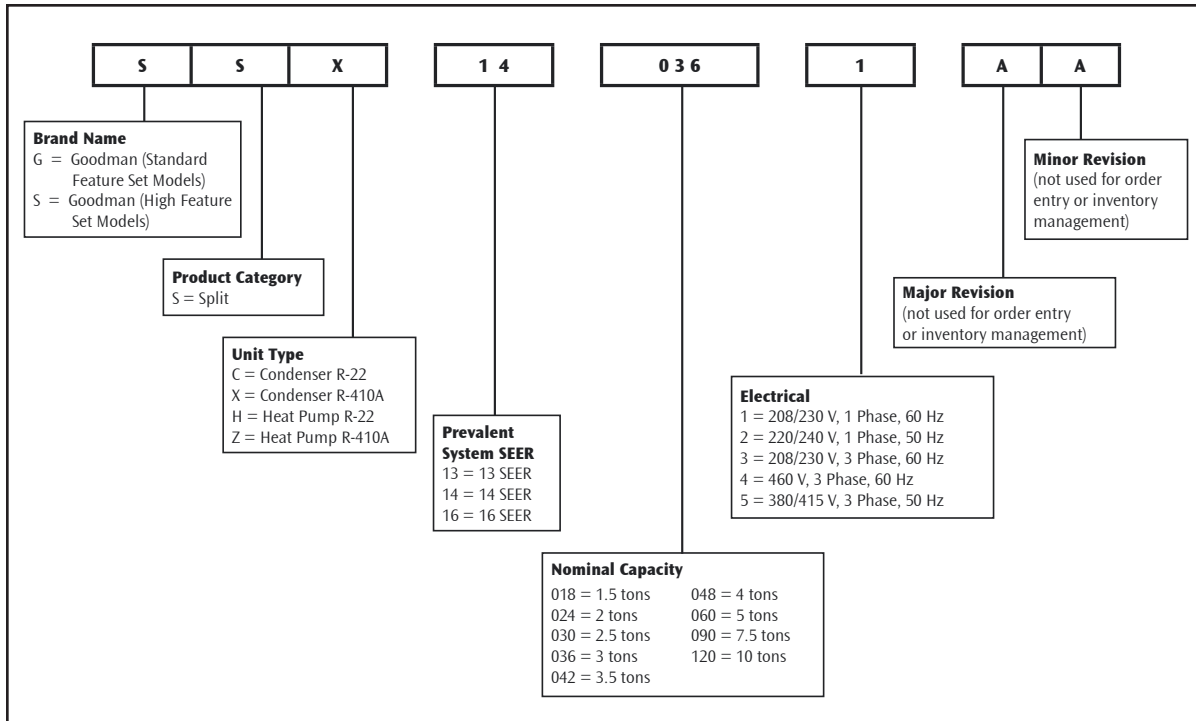 S S X 1 4 0 3 6 1 A A
Brand Name
G = Goodman (Standard
Feature Set Models)
S = Goodman (High Feature
Set Models)
Product Category
S = Split
Unit Type
C = Condenser R-22
X = Condenser R-410A
H = Heat Pump R-22
Z = Heat Pump R-410A
Prevalent
System SEER
13 = 13 SEER
14 = 14 SEER
16 = 16 SEER
Nominal Capacity
018 = 1.5 tons
024 = 2 tons
030 = 2.5 tons
036 = 3 tons
042 = 3.5 tons
048 = 4 tons
060 = 5 tons
090 = 7.5 tons
120 = 10 tons
Electrical
1 = 208/230 V, 1 Phase, 60 Hz
2 = 220/240 V, 1 Phase, 50 Hz
3 = 208/230 V, 3 Phase, 60 Hz
4 = 460 V, 3 Phase, 60 Hz
5 = 380/415 V, 3 Phase, 50 Hz
Major Revision
(not used for order entry
or inventory management)
Minor Revision
(not used for order
entry or inventory
management)